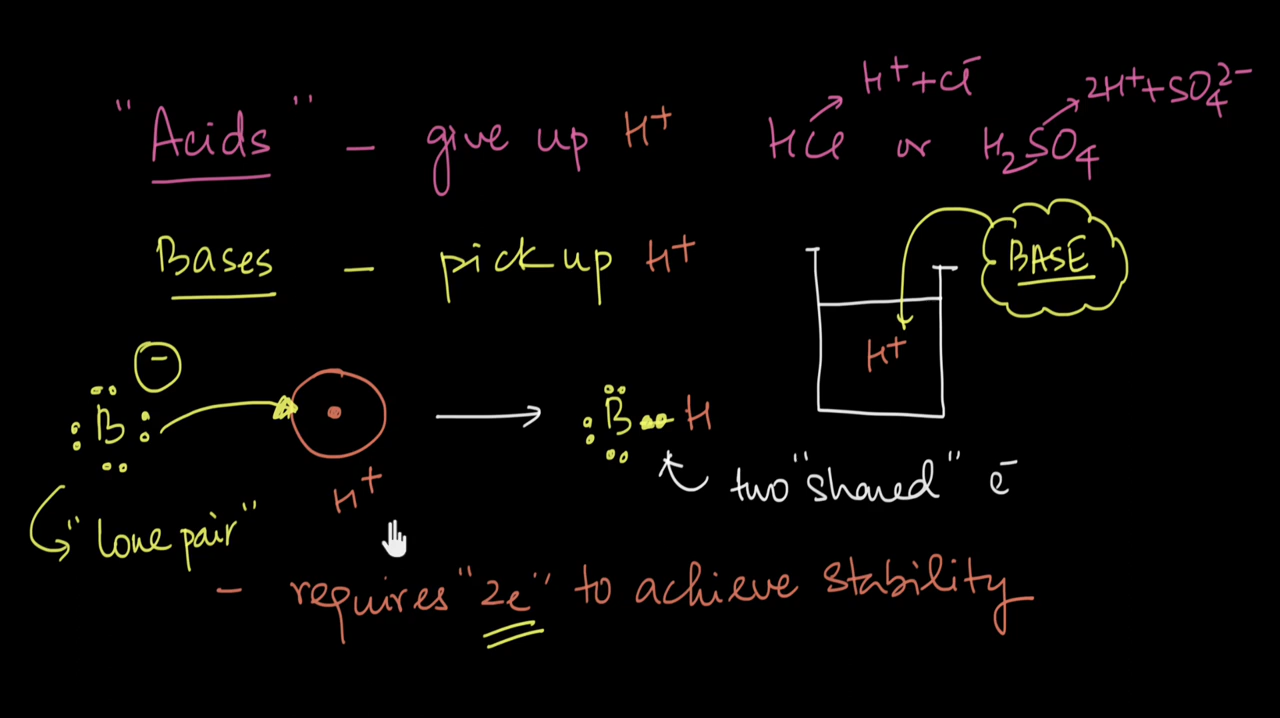 H⁺ + Cl⁻ 2H⁺ + SO₄²⁻
"Acids" – give up H⁺ HCl or H₂SO₄
Bases – pick up H⁺ BASE
H⁺
:B: ⁻ → :B–H
H⁺ two "shared" e⁻
"lone pair"
– requires "2e" to achieve stability